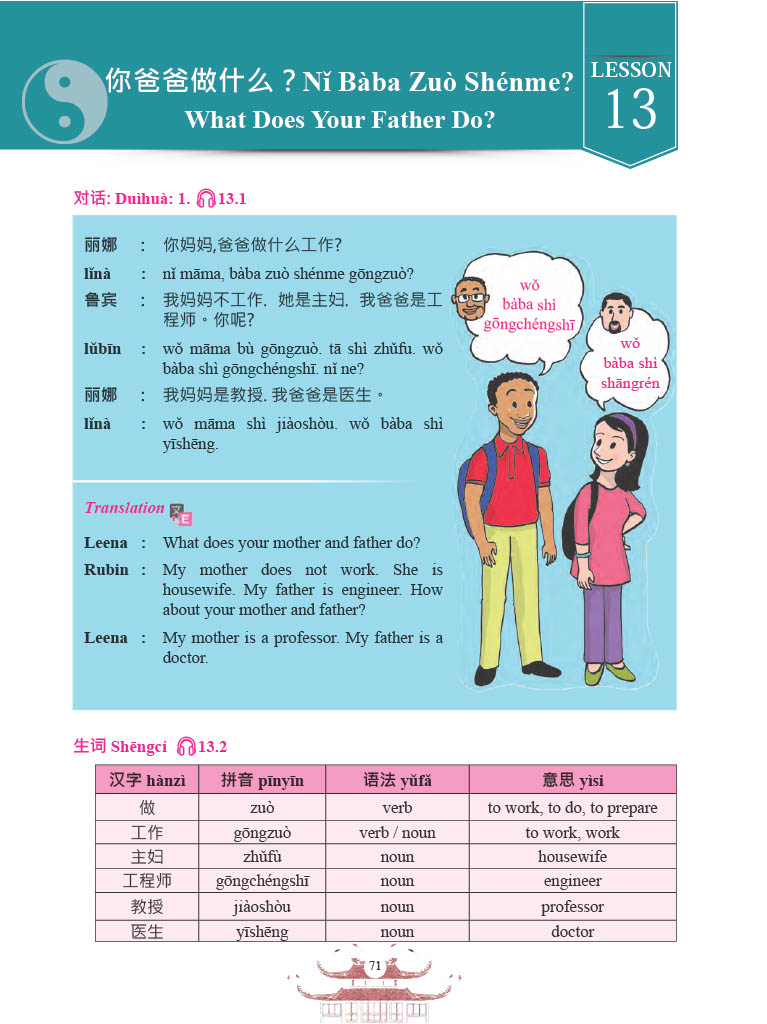 你爸爸做什么？Nǐ Bàba Zuò Shénme?
What Does Your Father Do?
LESSON
13
对话: Duìhuà: 1. 13.1
丽娜 : 你妈妈,爸爸做什么工作?
lǐnà : nǐ māma, bàba zuò shénme gōngzuò?
鲁宾 : 我妈妈不工作. 她是主妇. 我爸爸是工
程师。你呢?
lǔbīn : wǒ māma bù gōngzuò. tā shì zhǔfu. wǒ
bàba shì gōngchéngshī. nǐ ne?
丽娜 : 我妈妈是教授. 我爸爸是医生。
lǐnà : wǒ māma shì jiàoshòu. wǒ bàba shì
yīshēng.
wǒ
bàba shì
gōngchéngshī
wǒ
bàba shì
shāngrén
Translation
文
E
Leena : What does your mother and father do?
Rubin : My mother does not work. She is
housewife. My father is engineer. How
about your mother and father?
Leena : My mother is a professor. My father is a
doctor.
生词 Shēngcí 13.2
汉字 hànzì 拼音 pīnyīn 语法 yǔfǎ 意思 yìsi
做 zuò verb to work, to do, to prepare
工作 gōngzuò verb / noun to work, work
主妇 zhǔfù noun housewife
工程师 gōngchéngshī noun engineer
教授 jiàoshòu noun professor
医生 yīshēng noun doctor
71